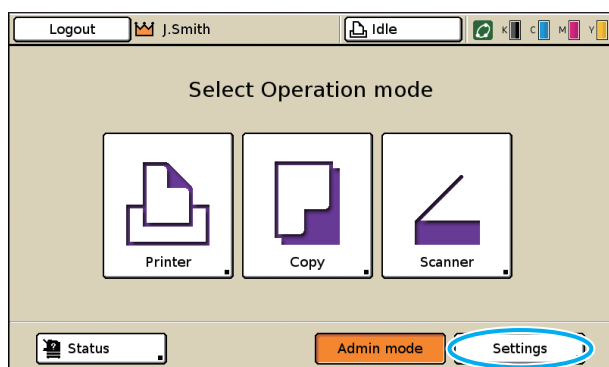 Logout J.Smith Idle K C M Y
Select Operation mode
Printer Copy Scanner
Status Admin mode Settings